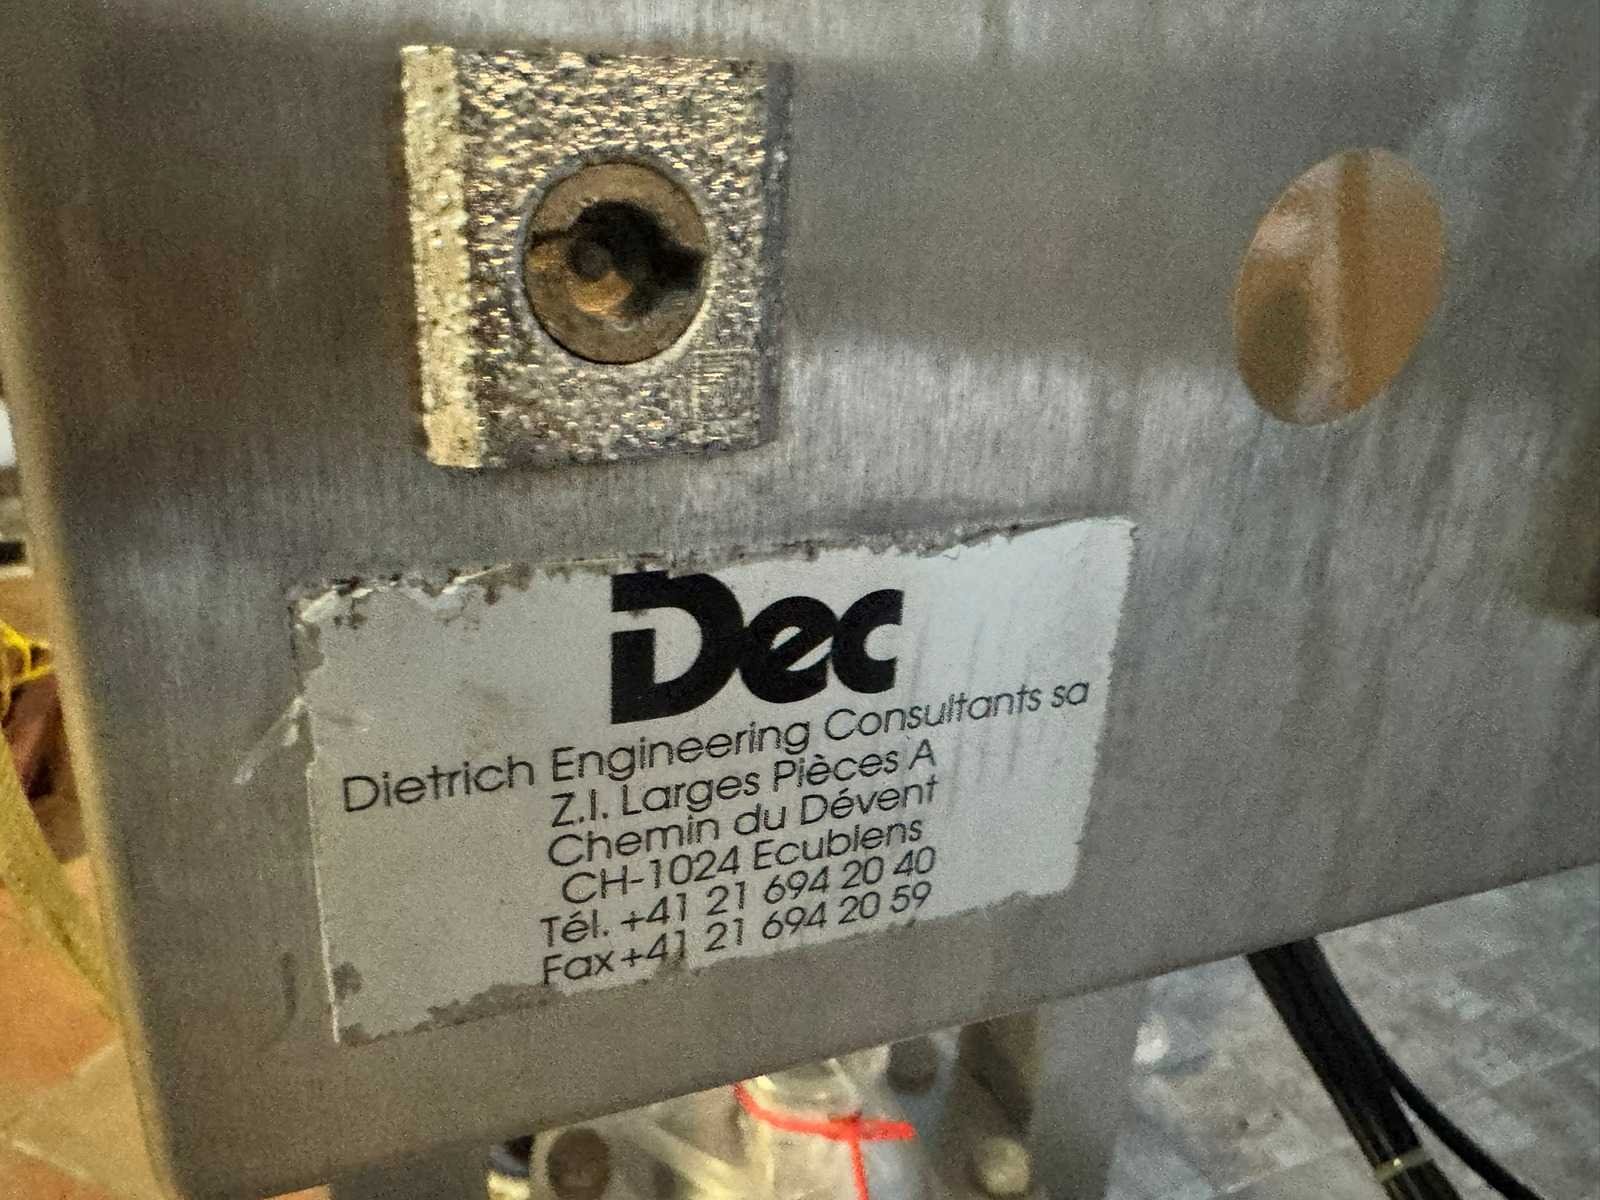 Dec
Dietrich Engineering Consultants sa
Z.I. Larges Pièces A
Chemin du Dévent
CH-1024 Ecublens
Tél. +41 21 694 20 40
Fax+41 21 694 20 59